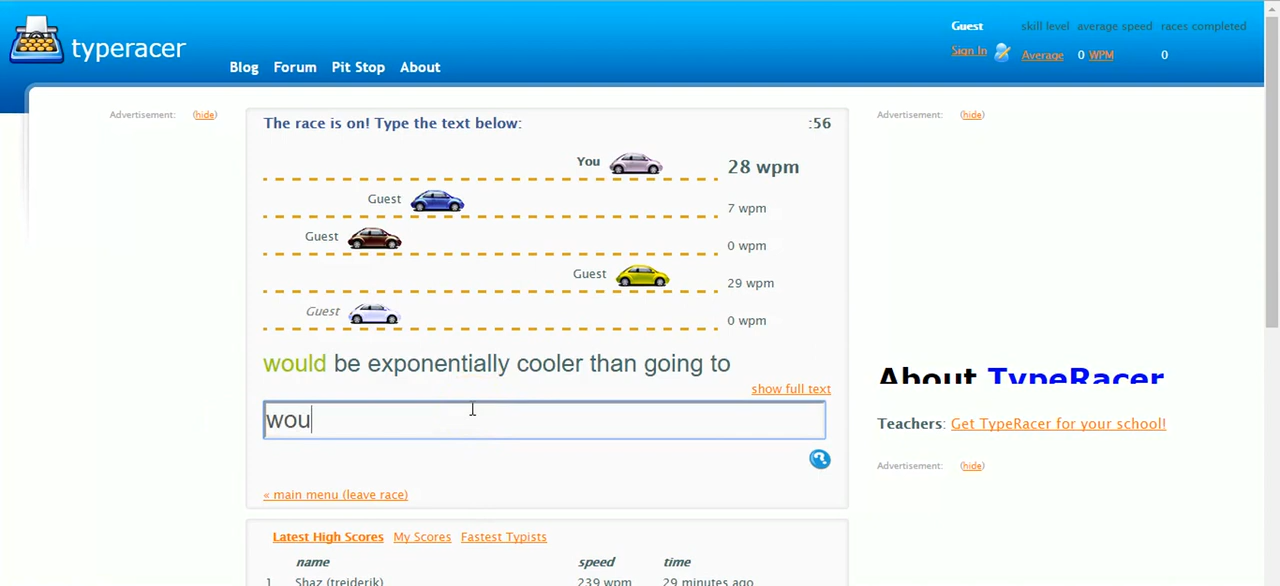 typeracer
Blog Forum Pit Stop About
Guest skill level average speed races completed
Sign In Average 0 WPM 0
Advertisement: (hide)
The race is on! Type the text below: :56
You 28 wpm
Guest 7 wpm
Guest 0 wpm
Guest 29 wpm
Guest 0 wpm
would be exponentially cooler than going to
show full text
wou
« main menu (leave race)
Latest High Scores My Scores Fastest Typists
name speed time
1 Shaz (treiderik) 239 wpm 29 minutes ago
Advertisement: (hide)
About TypeRacer
Teachers: Get TypeRacer for your school!
Advertisement: (hide)